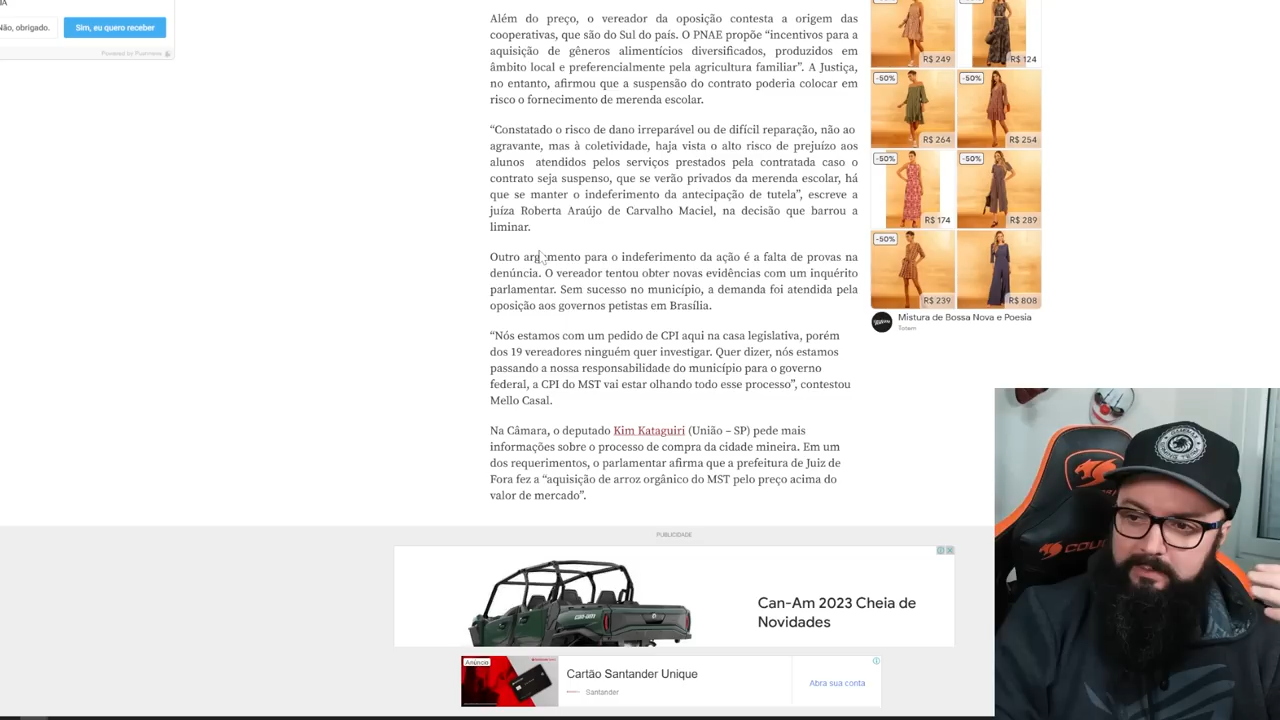 Não, obrigado.
Sim, eu quero receber
Powered by Pushnews
Além do preço, o vereador da oposição contesta a origem das
cooperativas, que são do Sul do país. O PNAE propõe “incentivos para a
aquisição de gêneros alimentícios diversificados, produzidos em
âmbito local e preferencialmente pela agricultura familiar”. A Justiça,
no entanto, afirmou que a suspensão do contrato poderia colocar em
risco o fornecimento de merenda escolar.
“Constatado o risco de dano irreparável ou de difícil reparação, não ao
agravante, mas à coletividade, haja vista o alto risco de prejuízo aos
alunos atendidos pelos serviços prestados pela contratada caso o
contrato seja suspenso, que se verão privados da merenda escolar, há
que se manter o indeferimento da antecipação de tutela”, escreve a
juíza Roberta Araújo de Carvalho Maciel, na decisão que barrou a
liminar.
Outro argumento para o indeferimento da ação é a falta de provas na
denúncia. O vereador tentou obter novas evidências com um inquérito
parlamentar. Sem sucesso no município, a demanda foi atendida pela
oposição aos governos petistas em Brasília.
“Nós estamos com um pedido de CPI aqui na casa legislativa, porém
dos 19 vereadores ninguém quer investigar. Quer dizer, nós estamos
passando a nossa responsabilidade do município para o governo
federal, a CPI do MST vai estar olhando todo esse processo”, contestou
Mello Casal.
Na Câmara, o deputado Kim Kataguiri (União – SP) pede mais
informações sobre o processo de compra da cidade mineira. Em um
dos requerimentos, o parlamentar afirma que a prefeitura de Juiz de
Fora fez a “aquisição de arroz orgânico do MST pelo preço acima do
valor de mercado”.
R$ 249
R$ 124
-50%
-50%
R$ 264
R$ 254
-50%
-50%
R$ 174
R$ 289
-50%
R$ 239
R$ 808
Mistura de Bossa Nova e Poesia
Totem
PUBLICIDADE
can-am
Can-Am 2023 Cheia de
Novidades
Anúncio
Cartão Santander Unique
Santander
Abra sua conta